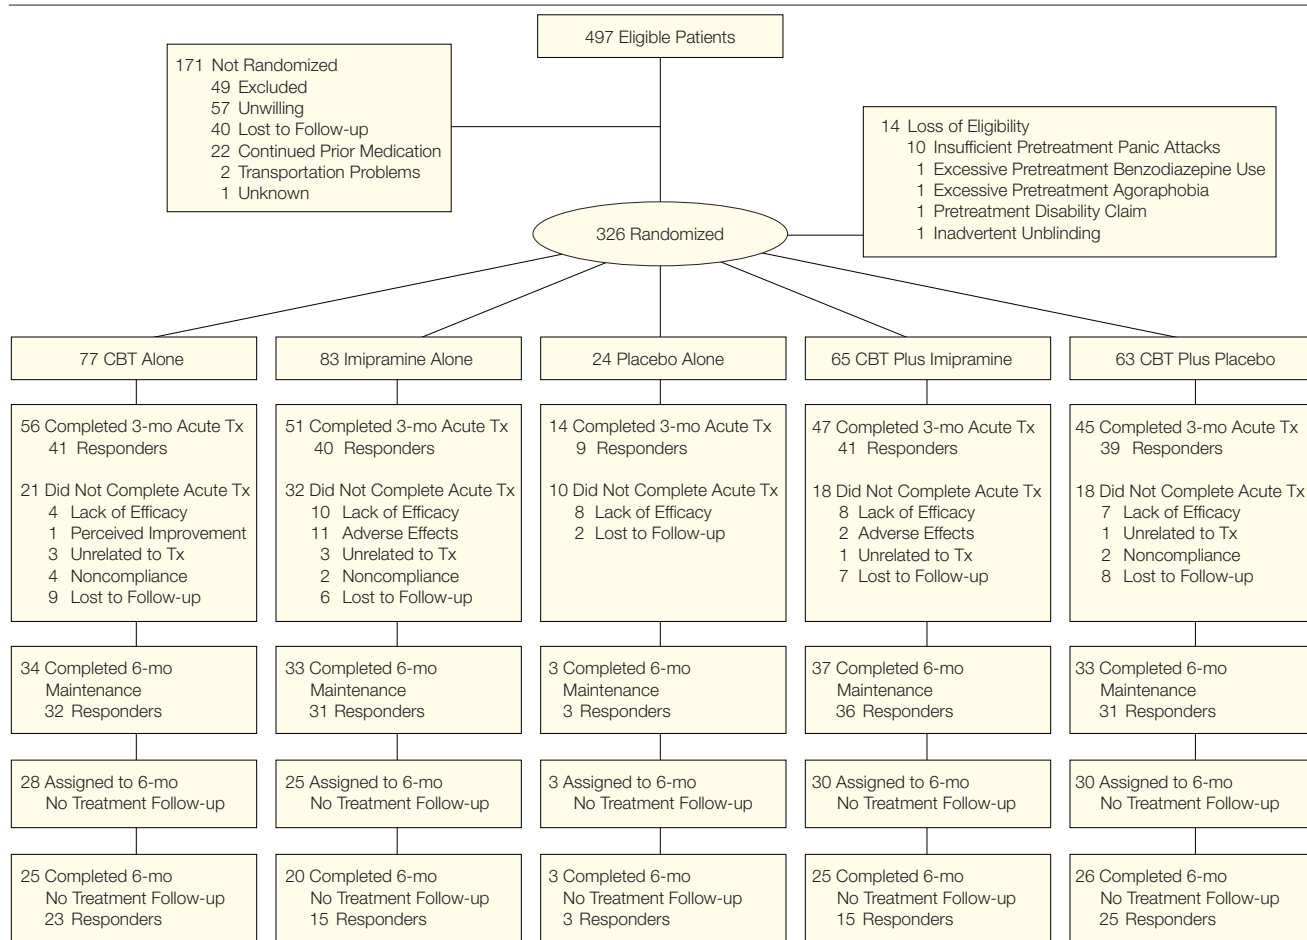 497 Eligible Patients
171 Not Randomized
49 Excluded
57 Unwilling
40 Lost to Follow-up
22 Continued Prior Medication
2 Transportation Problems
1 Unknown
14 Loss of Eligibility
10 Insufficient Pretreatment Panic Attacks
1 Excessive Pretreatment Benzodiazepine Use
1 Excessive Pretreatment Agoraphobia
1 Pretreatment Disability Claim
1 Inadvertent Unblinding
326 Randomized
77 CBT Alone
83 Imipramine Alone
24 Placebo Alone
65 CBT Plus Imipramine
63 CBT Plus Placebo
56 Completed 3-mo Acute Tx
41 Responders
21 Did Not Complete Acute Tx
4 Lack of Efficacy
1 Perceived Improvement
3 Unrelated to Tx
4 Noncompliance
9 Lost to Follow-up
51 Completed 3-mo Acute Tx
40 Responders
32 Did Not Complete Acute Tx
10 Lack of Efficacy
11 Adverse Effects
3 Unrelated to Tx
2 Noncompliance
6 Lost to Follow-up
14 Completed 3-mo Acute Tx
9 Responders
10 Did Not Complete Acute Tx
8 Lack of Efficacy
2 Lost to Follow-up
47 Completed 3-mo Acute Tx
41 Responders
18 Did Not Complete Acute Tx
8 Lack of Efficacy
2 Adverse Effects
1 Unrelated to Tx
7 Lost to Follow-up
45 Completed 3-mo Acute Tx
39 Responders
18 Did Not Complete Acute Tx
7 Lack of Efficacy
1 Unrelated to Tx
2 Noncompliance
8 Lost to Follow-up
34 Completed 6-mo
Maintenance
32 Responders
33 Completed 6-mo
Maintenance
31 Responders
3 Completed 6-mo
Maintenance
3 Responders
37 Completed 6-mo
Maintenance
36 Responders
33 Completed 6-mo
Maintenance
31 Responders
28 Assigned to 6-mo
No Treatment Follow-up
25 Assigned to 6-mo
No Treatment Follow-up
3 Assigned to 6-mo
No Treatment Follow-up
30 Assigned to 6-mo
No Treatment Follow-up
30 Assigned to 6-mo
No Treatment Follow-up
25 Completed 6-mo
No Treatment Follow-up
23 Responders
20 Completed 6-mo
No Treatment Follow-up
15 Responders
3 Completed 6-mo
No Treatment Follow-up
3 Responders
25 Completed 6-mo
No Treatment Follow-up
15 Responders
26 Completed 6-mo
No Treatment Follow-up
25 Responders